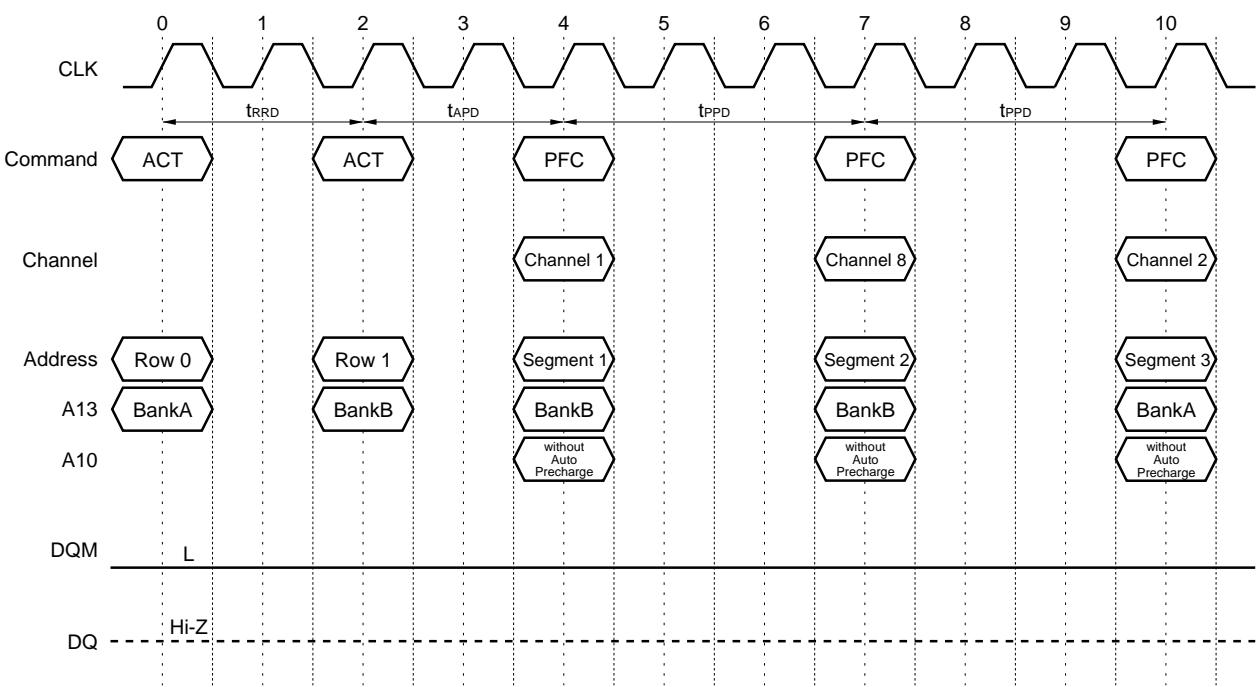 0 1 2 3 4 5 6 7 8 9 10
CLK
tRRD tAPD tPPD tPPD
Command ACT ACT PFC PFC PFC
Channel Channel 1 Channel 8 Channel 2
Address Row 0 Row 1 Segment 1 Segment 2 Segment 3
A13 BankA BankB BankB BankB BankA
A10 without Auto Precharge without Auto Precharge without Auto Precharge
DQM L
DQ Hi-Z